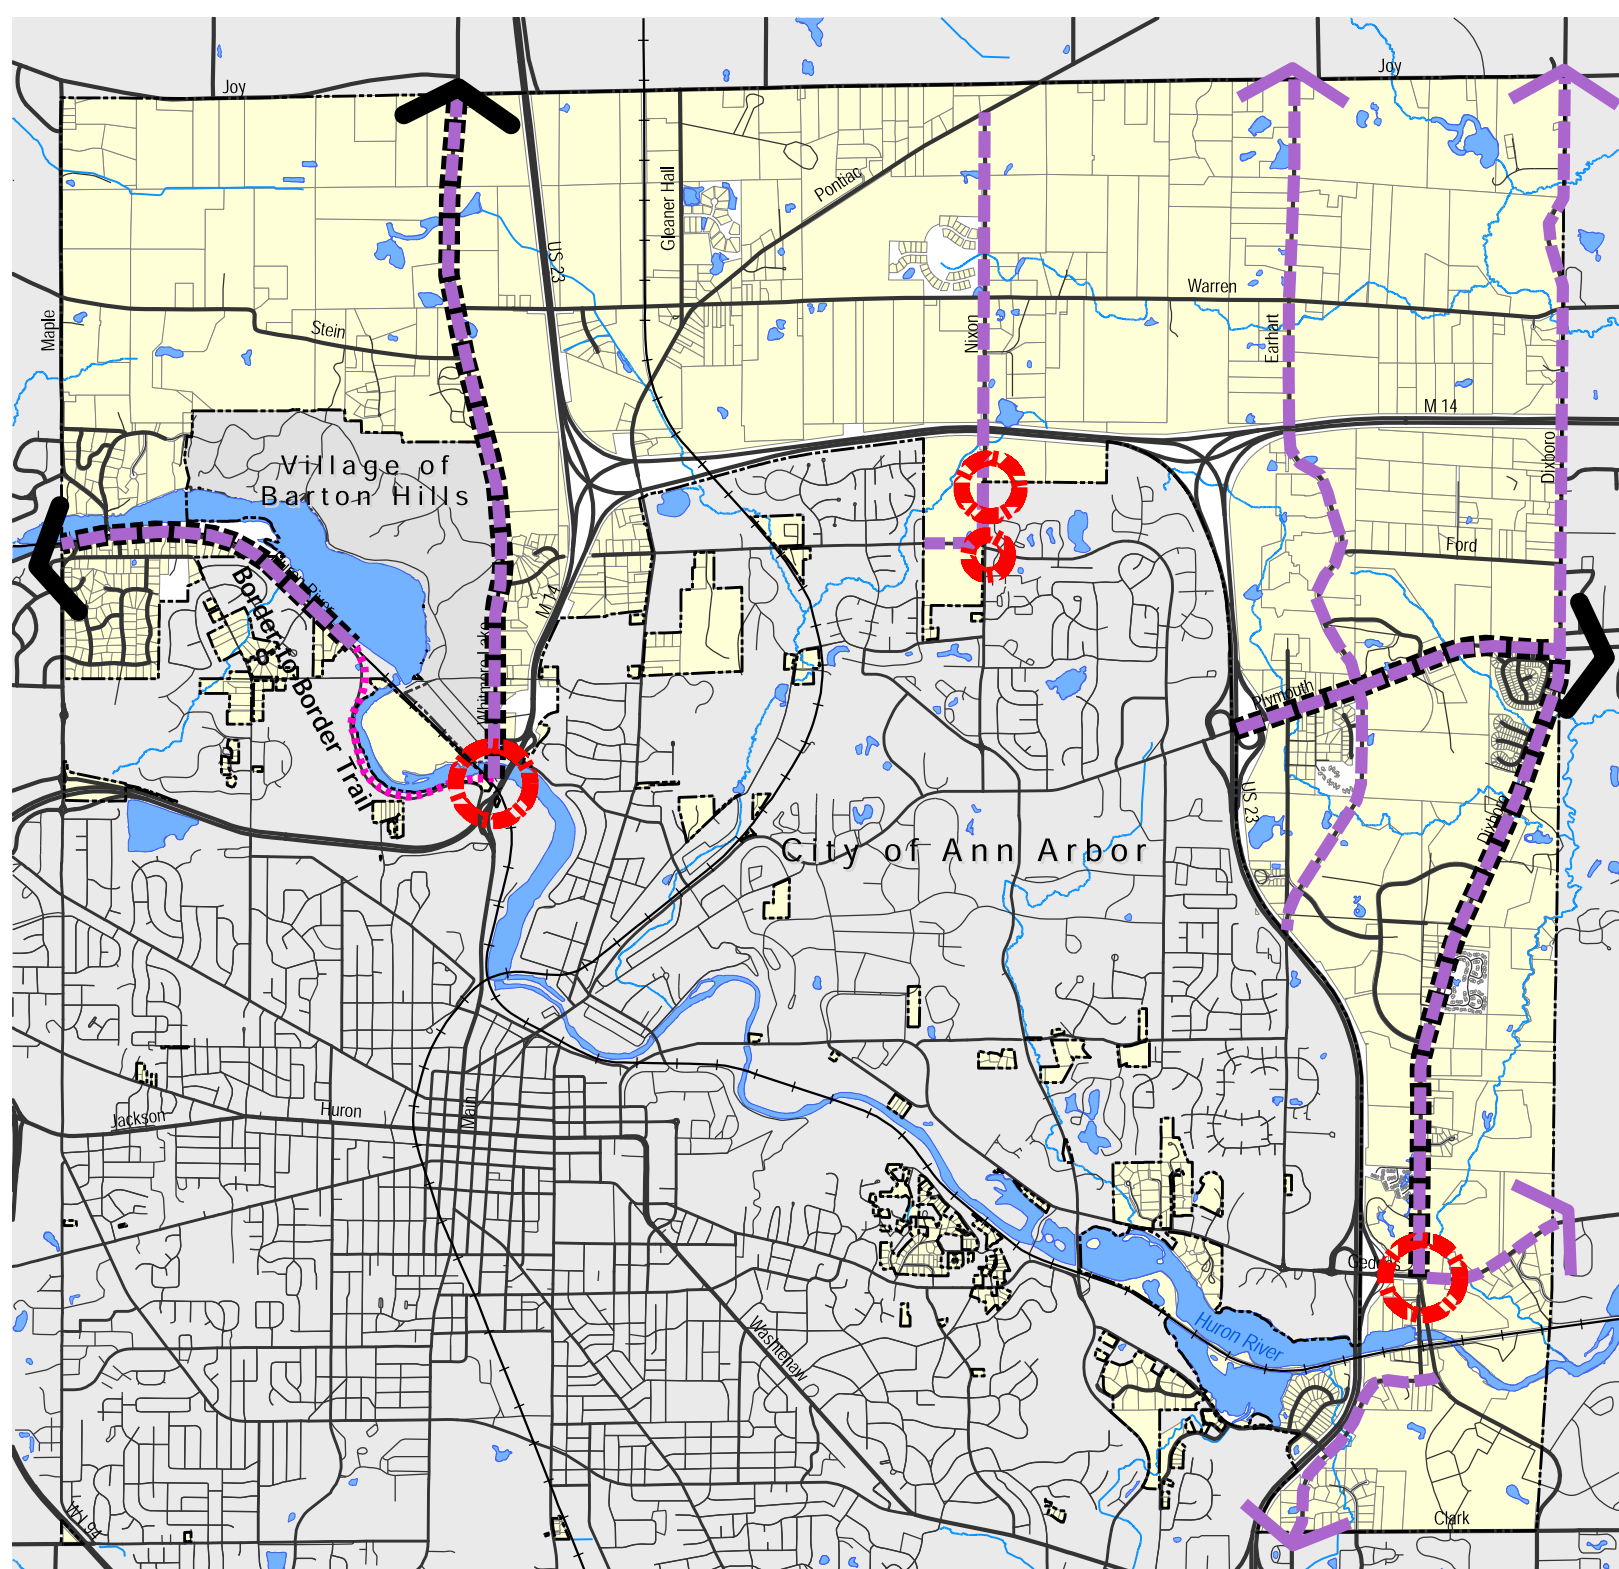 Joy
Joy
Gleaner Hall
Pontiac
US 23
Warren
Maple
Stein
Nixon
Earhart
M 14
Dixboro
Village of
Barton Hills
Ford
M 14
Border to Border Trail
Whitmore Lake
Plymouth
US 23
Dixboro
City of Ann Arbor
Jackson
Huron
Main
Huron River
Washtenaw
W I 94
Clark